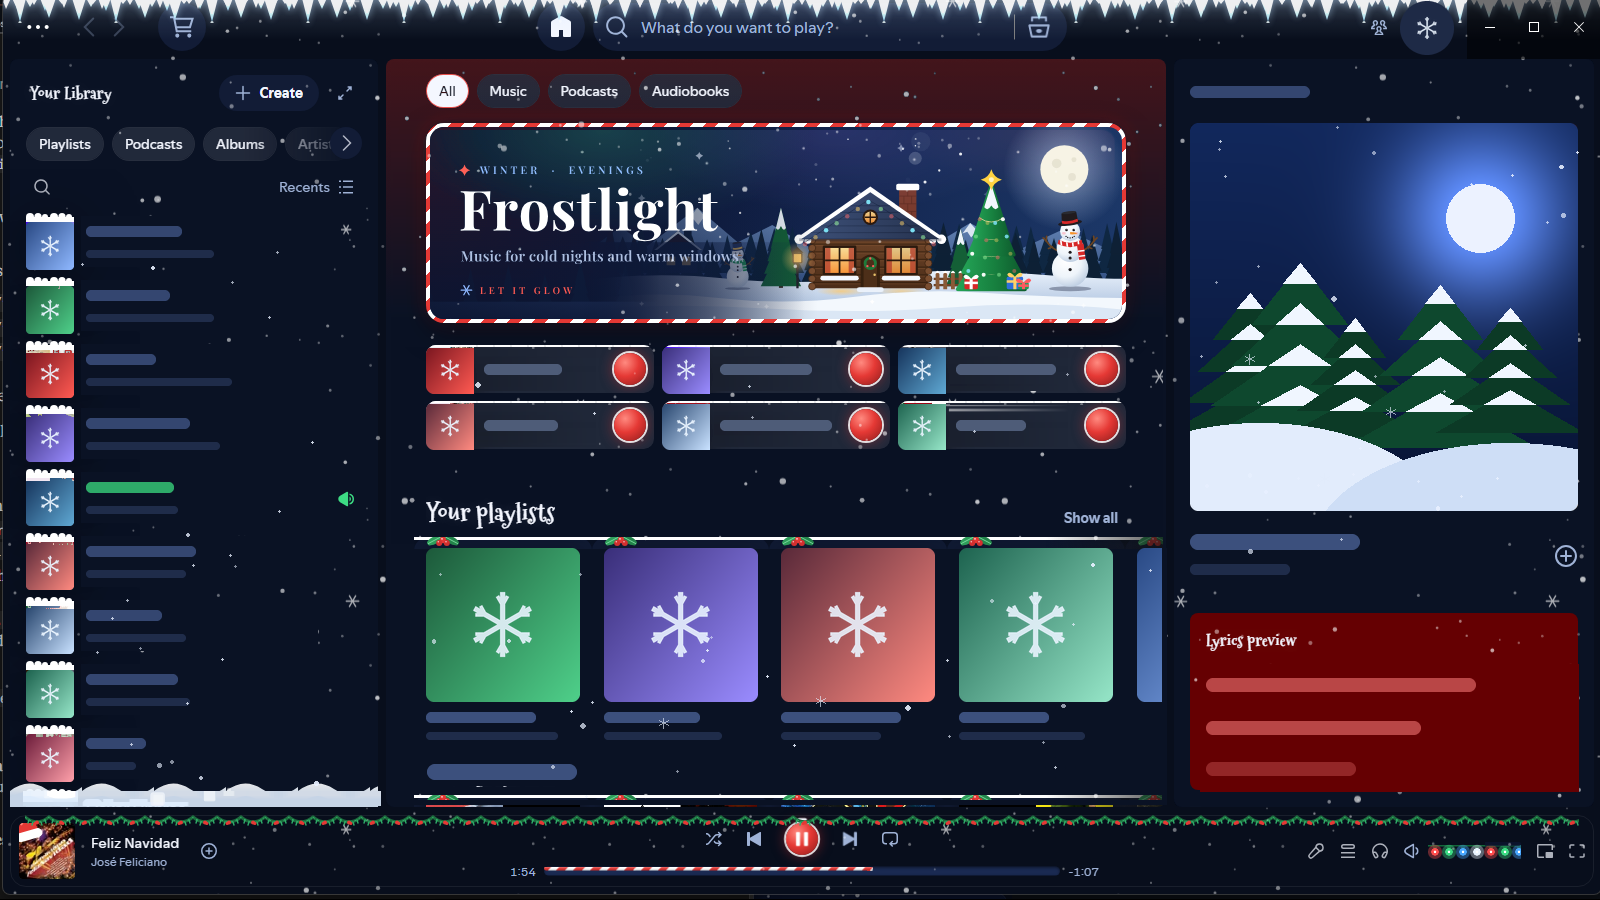 What do you want to play?
Your Library
Create
Playlists
Podcasts
Albums
Recents
All
Music
Podcasts
Audiobooks
WINTER · EVENINGS
Frostlight
Music for cold nights and warm windows
LET IT GLOW
Your playlists
Show all
Lyrics preview
Feliz Navidad
José Feliciano
1:54
-1:07